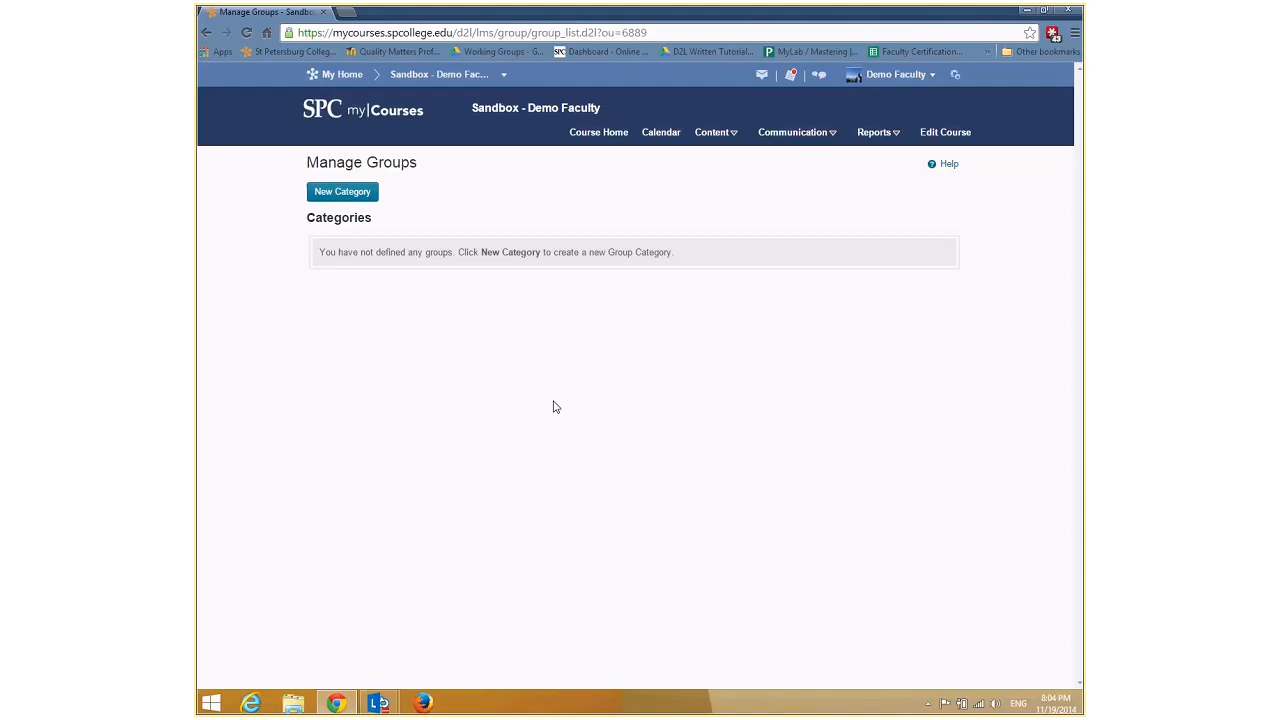 Manage Groups - Sandbo
https://mycourses.spcollege.edu/d2l/lms/group/group_list.d2l?ou=6889
Apps St Petersburg Colleg... Quality Matters Prof... Working Groups - G... SPC Dashboard - Online ... D2L Written Tutorial... MyLab / Mastering |... Faculty Certification... » Other bookmarks
43
My Home Sandbox - Demo Fac... Demo Faculty
SPC my|Courses Sandbox - Demo Faculty
Course Home Calendar Content Communication Reports Edit Course
Manage Groups
Help
New Category
Categories
You have not defined any groups. Click New Category to create a new Group Category.
ENG
8:04 PM
11/19/2014